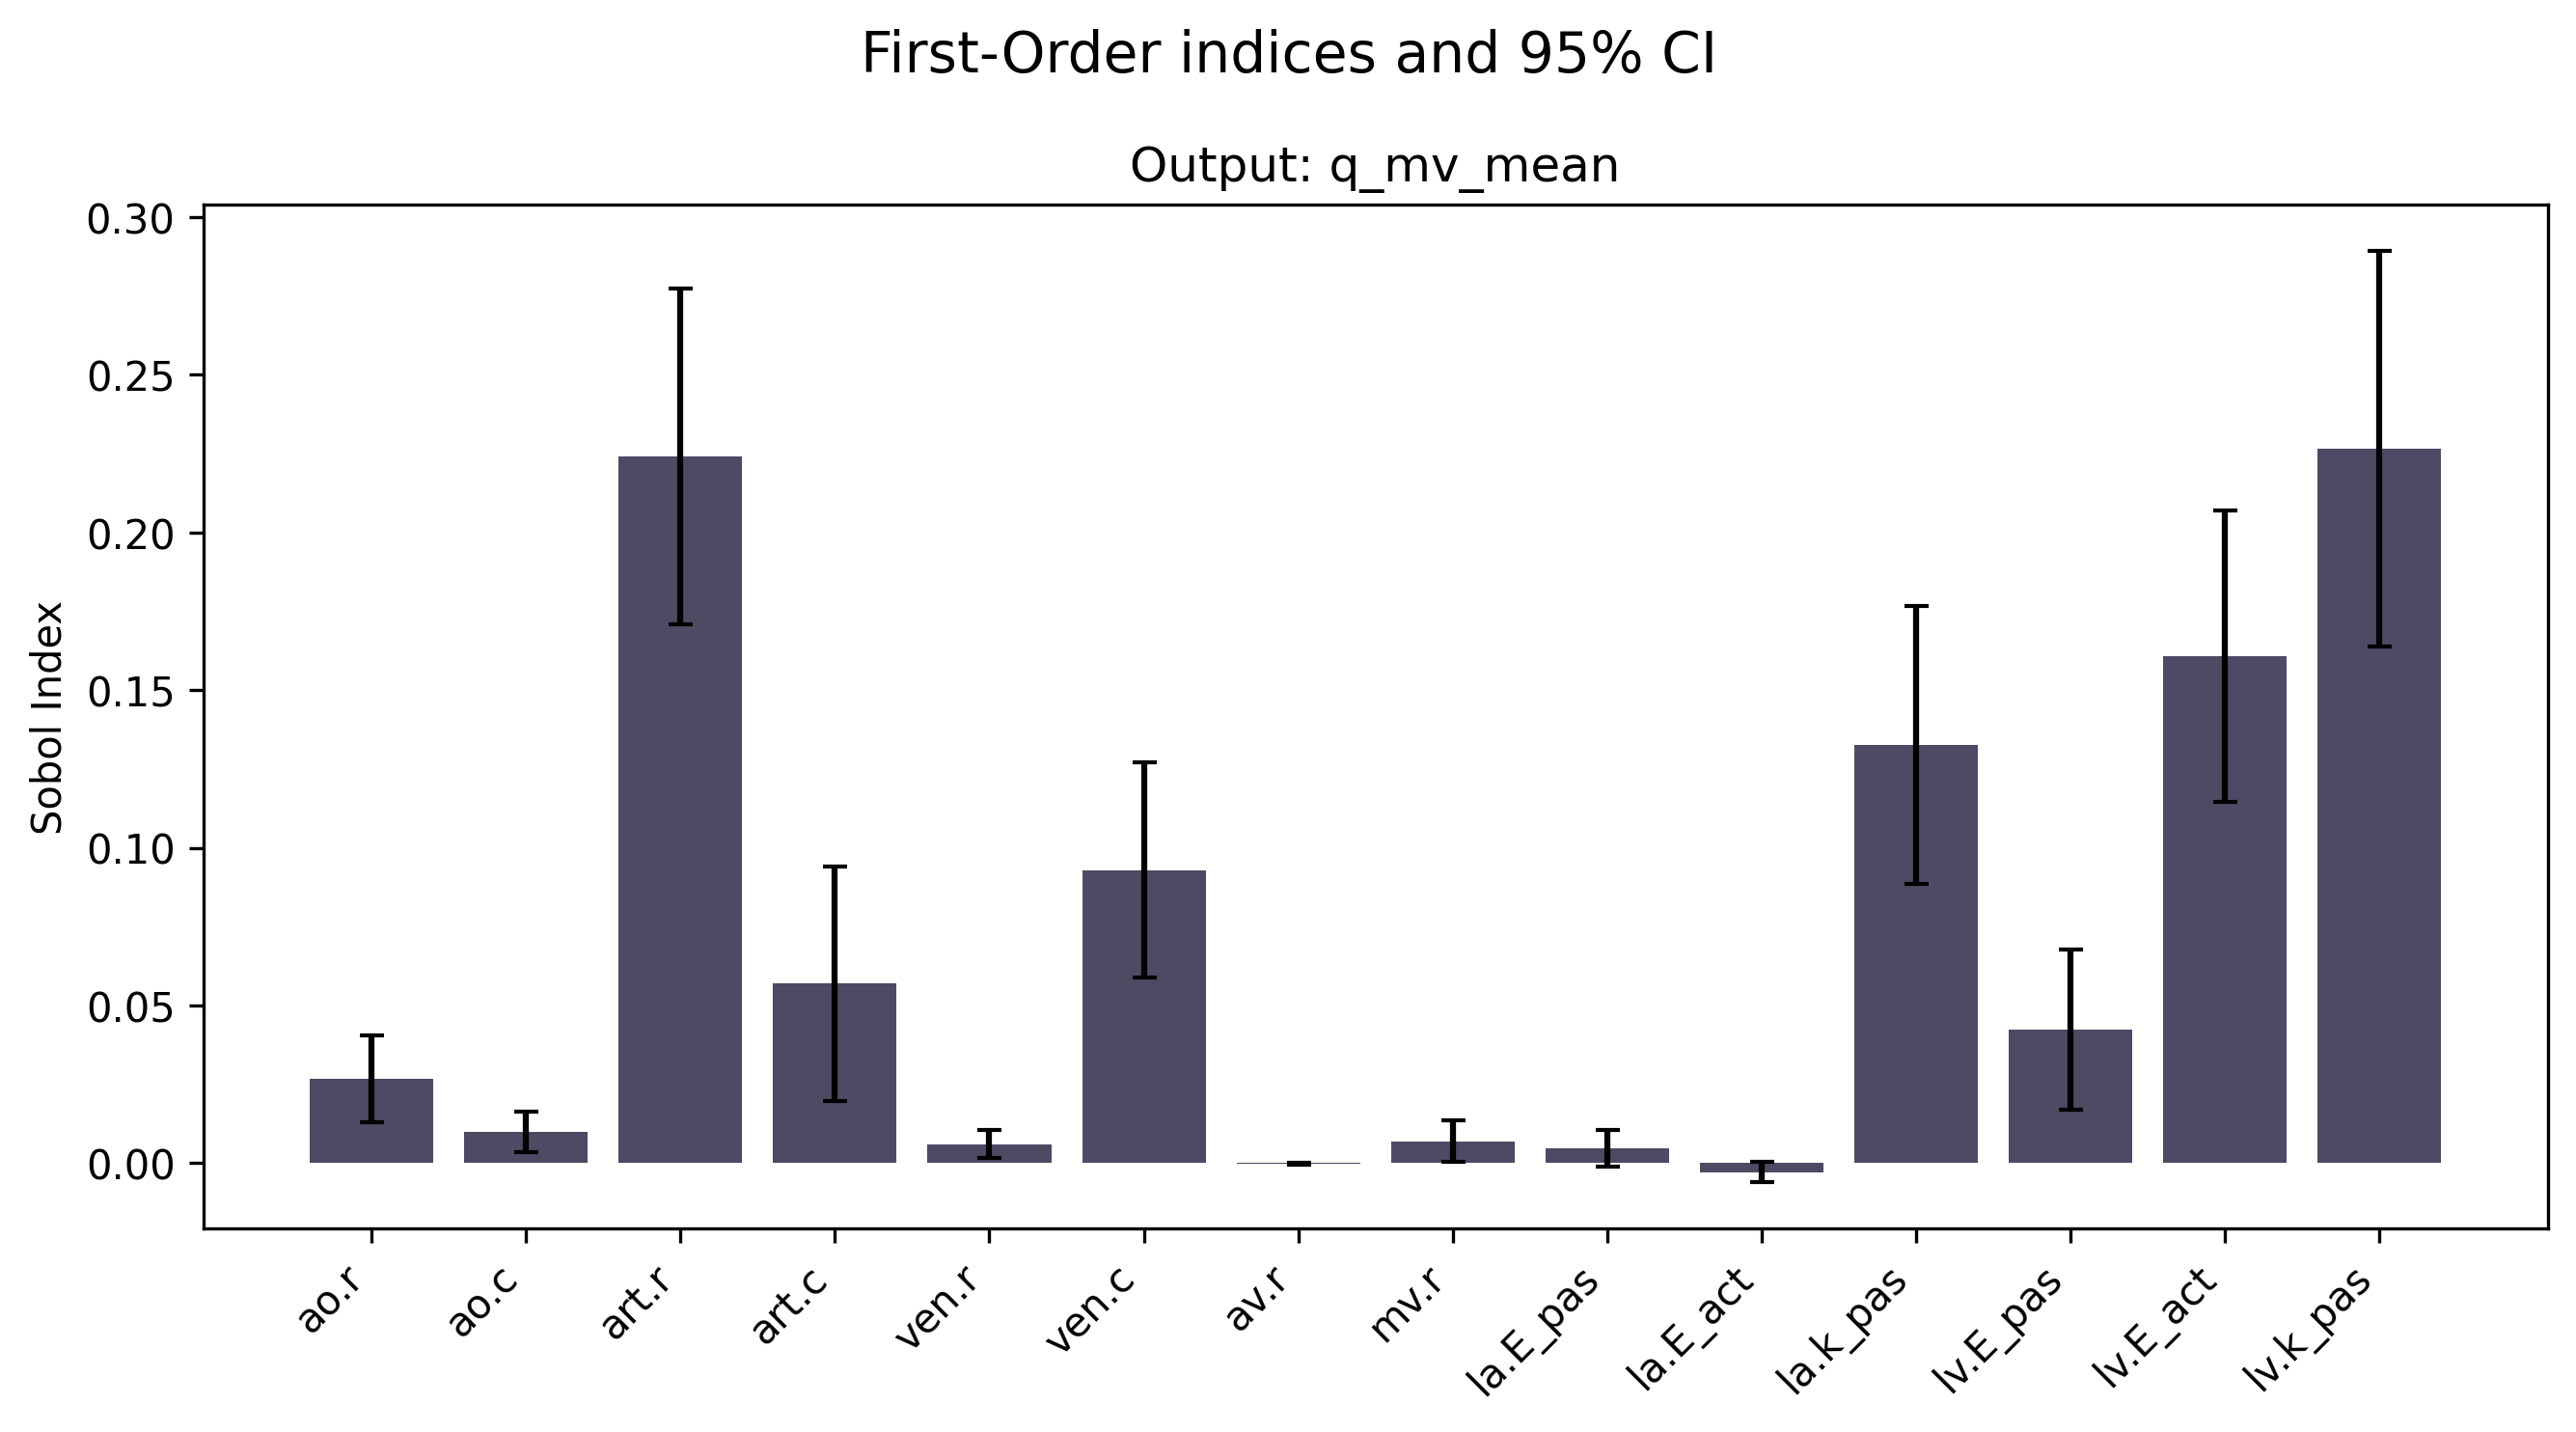 First-Order indices and 95% CI
Output: q_mv_mean
Sobol Index
0.30
0.25
0.20
0.15
0.10
0.05
0.00
ao.r
ao.c
art.r
art.c
ven.r
ven.c
av.r
mv.r
la.E_pas
la.E_act
la.k_pas
lv.E_pas
lv.E_act
lv.k_pas